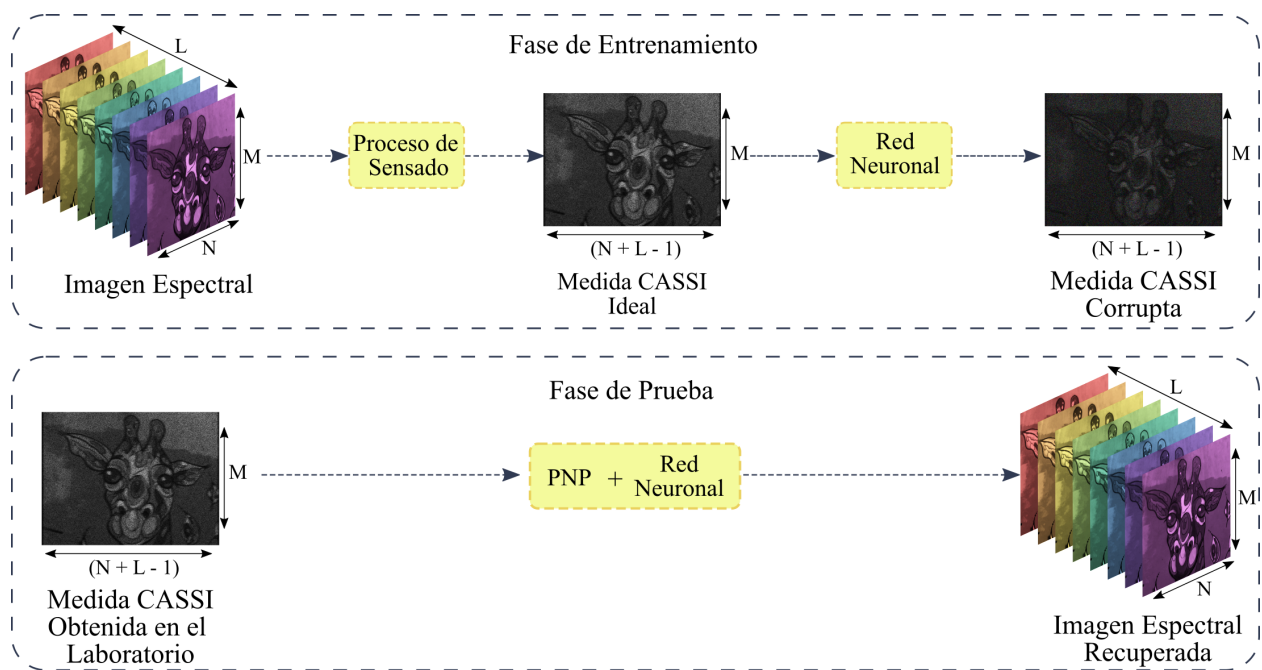 Fase de Entrenamiento
L
M
N
Imagen Espectral
Proceso de
Sensado
M
(N + L - 1)
Medida CASSI
Ideal
Red
Neuronal
M
(N + L - 1)
Medida CASSI
Corrupta
Fase de Prueba
M
(N + L - 1)
Medida CASSI
Obtenida en el
Laboratorio
PNP + Red
Neuronal
L
M
N
Imagen Espectral
Recuperada